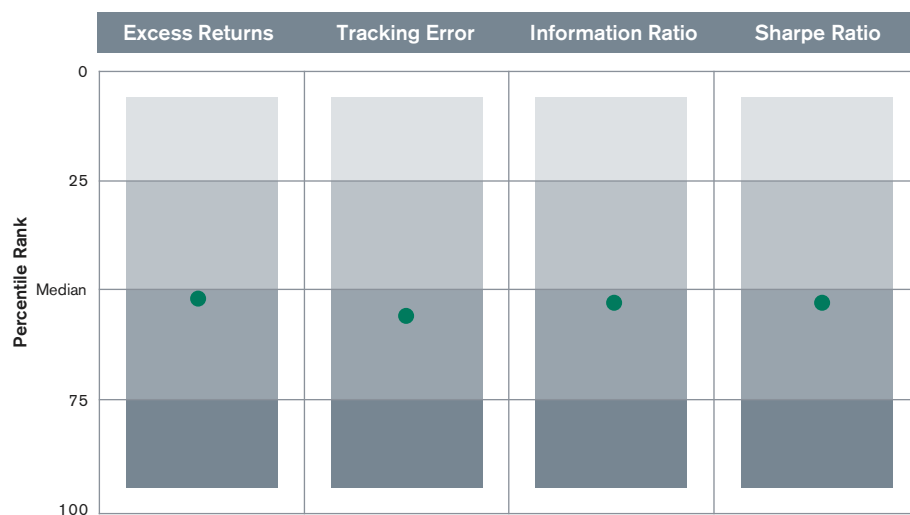 Excess Returns Tracking Error Information Ratio Sharpe Ratio
0
25
Median
75
100
Percentile Rank